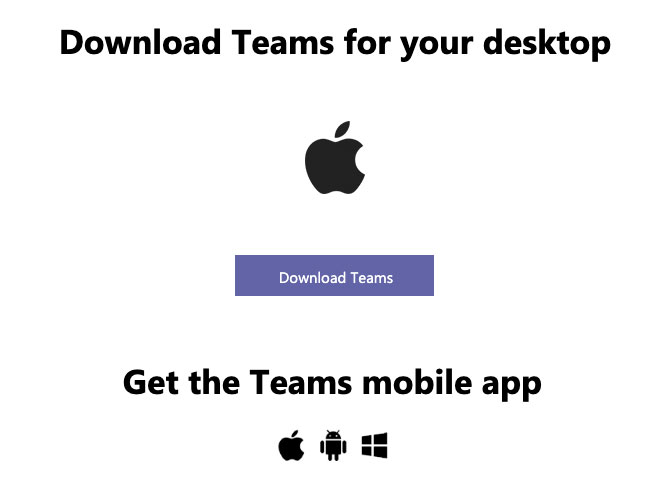 Download Teams for your desktop
Download Teams
Get the Teams mobile app